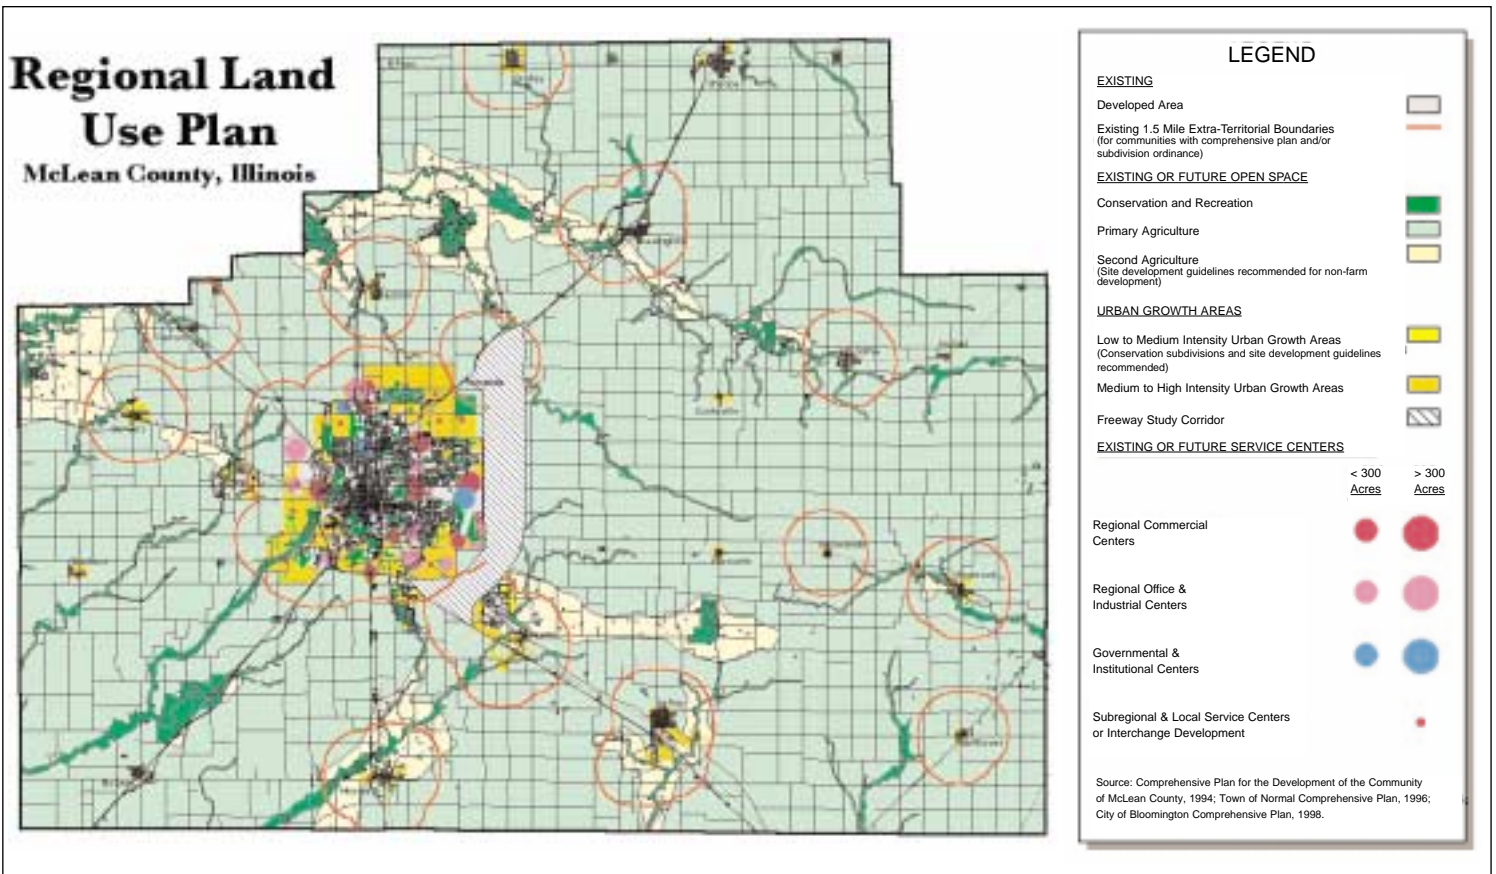 Regional Land
Use Plan
McLean County, Illinois
LEGEND
EXISTING
Developed Area
Existing 1.5 Mile Extra-Territorial Boundaries
(for communities with comprehensive plan and/or
subdivision ordinance)
EXISTING OR FUTURE OPEN SPACE
Conservation and Recreation
Primary Agriculture
Second Agriculture
(Site development guidelines recommended for non-farm
development)
URBAN GROWTH AREAS
Low to Medium Intensity Urban Growth Areas
(Conservation subdivisions and site development guidelines
recommended)
Medium to High Intensity Urban Growth Areas
Freeway Study Corridor
EXISTING OR FUTURE SERVICE CENTERS
< 300 > 300
Acres Acres
Regional Commercial
Centers
Regional Office &
Industrial Centers
Governmental &
Institutional Centers
Subregional & Local Service Centers
or Interchange Development
Source: Comprehensive Plan for the Development of the Community
of McLean County, 1994; Town of Normal Comprehensive Plan, 1996;
City of Bloomington Comprehensive Plan, 1998.